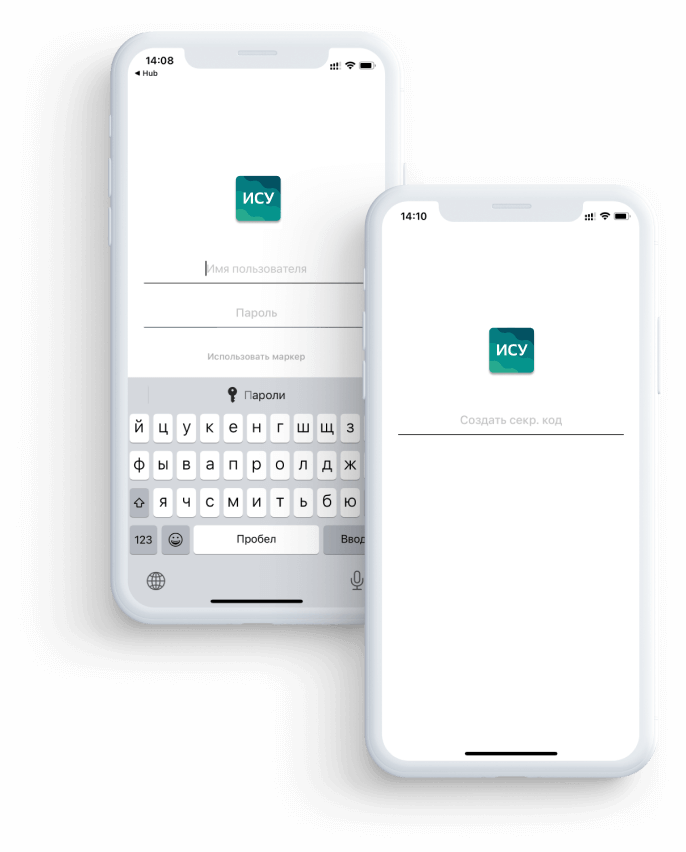 14:08
◀ Hub
ИСУ
Имя пользователя
Пароль
Использовать маркер
Пароли
й ц у к е н г ш щ з
ф ы в а п р о л д ж
я ч с м и т ь б ю
123 Пробел Ввод
14:10
ИСУ
Создать секр. код